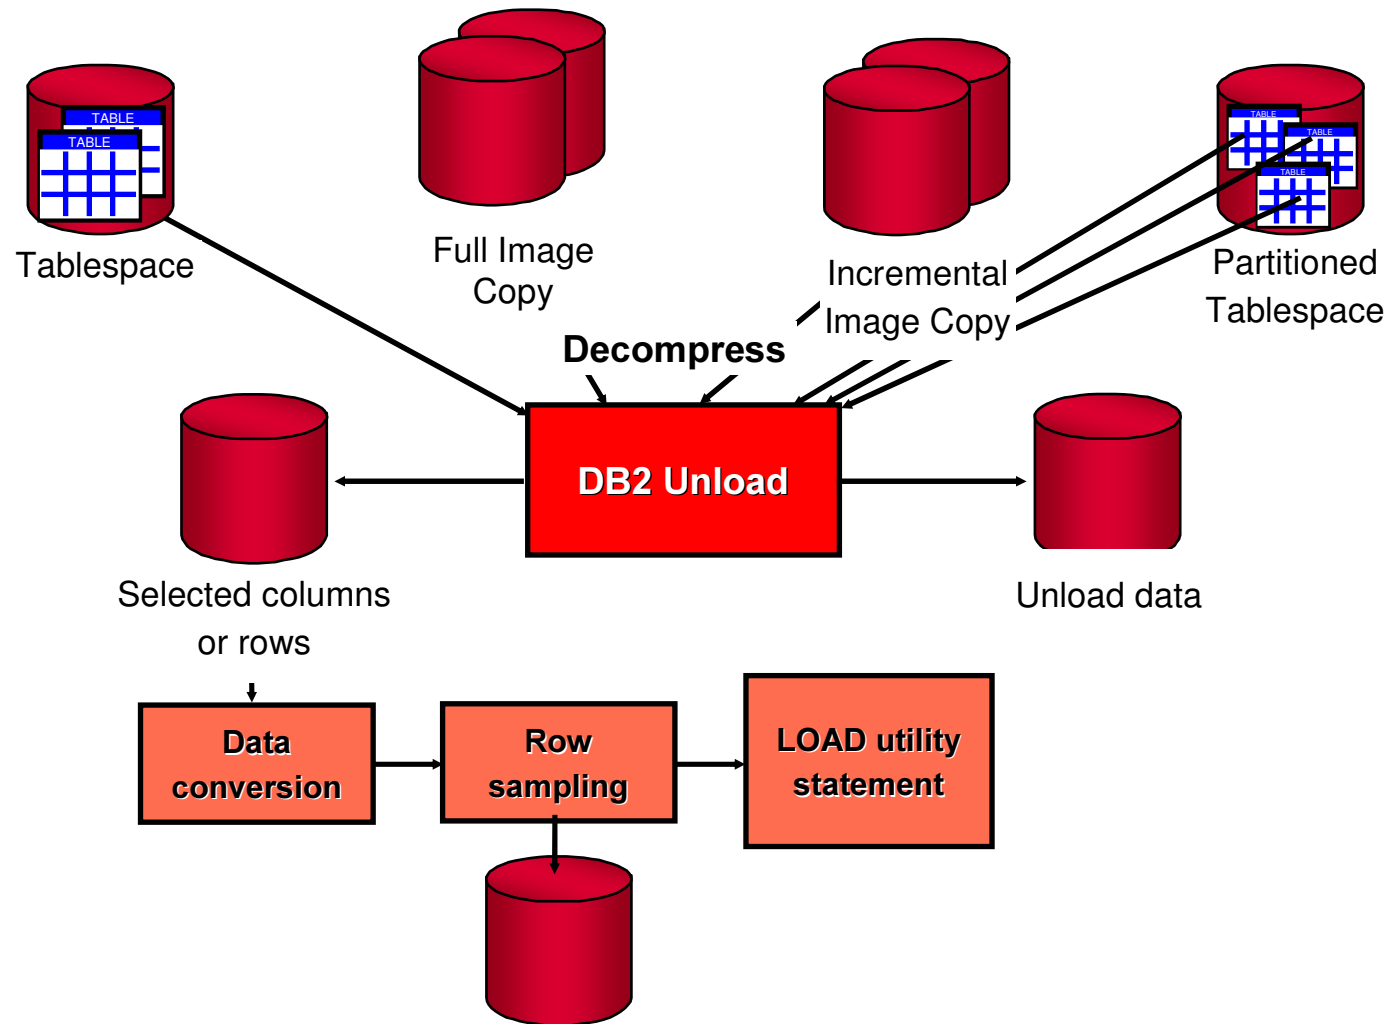 TABLE
TABLE
TABLE
TABLE
TABLE
Tablespace
Full Image
Copy
Incremental
Image Copy
Partitioned
Tablespace
Decompress
DB2 Unload
Selected columns
or rows
Unload data
Data
conversion
Row
sampling
LOAD utility
statement